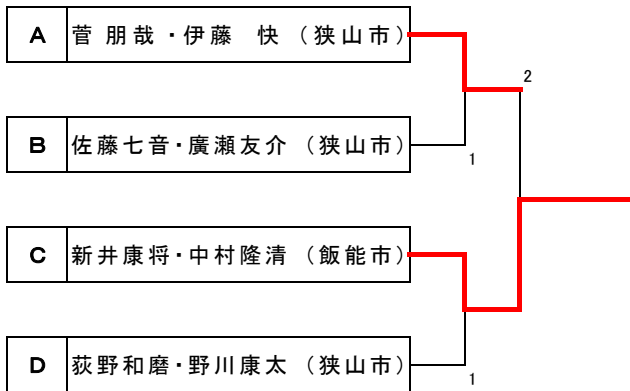 A 菅 朋哉・伊藤 快 (狭山市)
2
B 佐藤七音・廣瀬友介 (狭山市)
1
C 新井康将・中村隆清 (飯能市)
D 荻野和磨・野川康太 (狭山市)
1